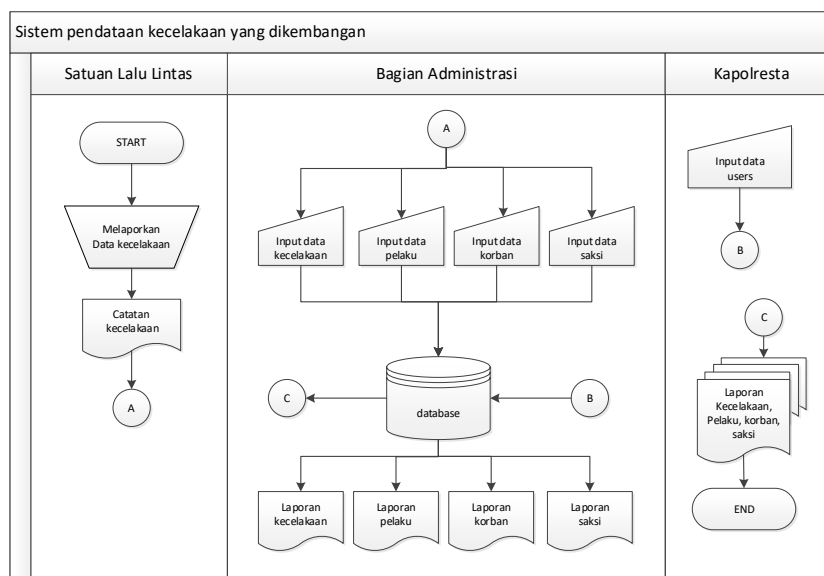 Sistem pendataan kecelakaan yang dikembangan
Satuan Lalu Lintas
Bagian Administrasi
Kapolresta
START
Melaporkan
Data kecelakaan
Catatan
kecelakaan
A
A
Input data
kecelakaan
Input data
pelaku
Input data
korban
Input data
saksi
C
database
B
Laporan
kecelakaan
Laporan
pelaku
Laporan
korban
Laporan
saksi
Input data
users
B
C
Laporan
Kecelakaan,
Pelaku, korban,
saksi
END